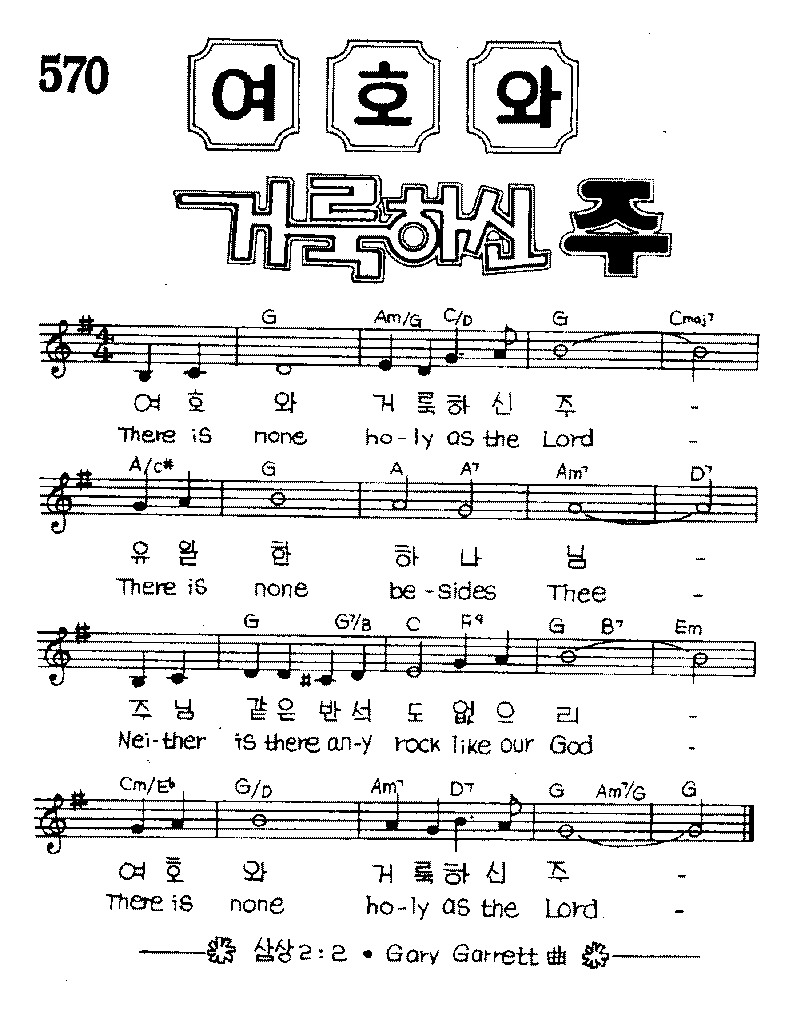 570
여호와
거룩하신 주
G Am/G C/D G Cmaj7
여 호 와 거 룩 하 신 주 -
There is none ho-ly as the Lord -
A/C# G A A7 Am7 D7
유 일 한 하 나 님 -
There is none be-sides Thee -
G G7/B C F9 G B7 Em
주 님 같 은 반 석 도 없 으 리 -
Nei-ther is there an-y rock like our God -
Cm/Eb G/D Am7 D7 G Am7/G G
여 호 와 거 룩 하 신 주 -
There is none ho-ly as the Lord -
삼상2:2 • Gary Garrett 曲